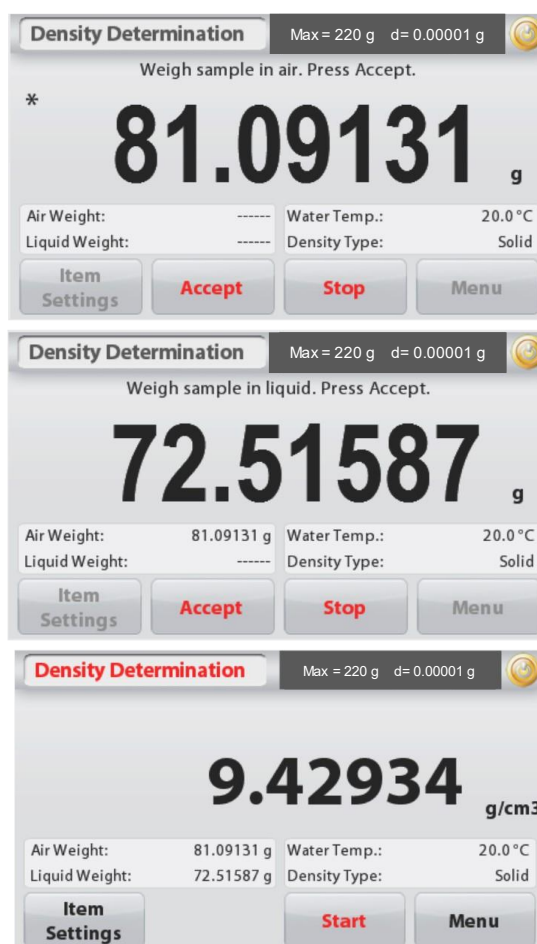 Density Determination Max = 220 g d= 0.00001 g
Weigh sample in air. Press Accept.
*
81.09131 g
Air Weight: ------ Water Temp.: 20.0 °C
Liquid Weight: ------ Density Type: Solid
Item Settings Accept Stop Menu
Density Determination Max = 220 g d= 0.00001 g
Weigh sample in liquid. Press Accept.
72.51587 g
Air Weight: 81.09131 g Water Temp.: 20.0 °C
Liquid Weight: ------ Density Type: Solid
Item Settings Accept Stop Menu
Density Determination Max = 220 g d= 0.00001 g
9.42934 g/cm3
Air Weight: 81.09131 g Water Temp.: 20.0 °C
Liquid Weight: 72.51587 g Density Type: Solid
Item Settings Start Menu